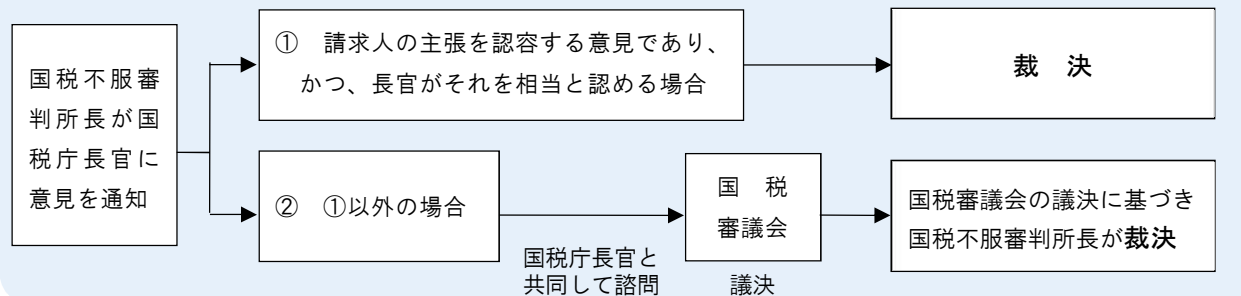 国税不服審
判所長が国
税庁長官に
意見を通知
① 請求人の主張を認容する意見であり、
かつ、長官がそれを相当と認める場合
裁 決
② ①以外の場合
国税庁長官と
共同して諮問
国 税
審議会
議決
国税審議会の議決に基づき
国税不服審判所長が裁決